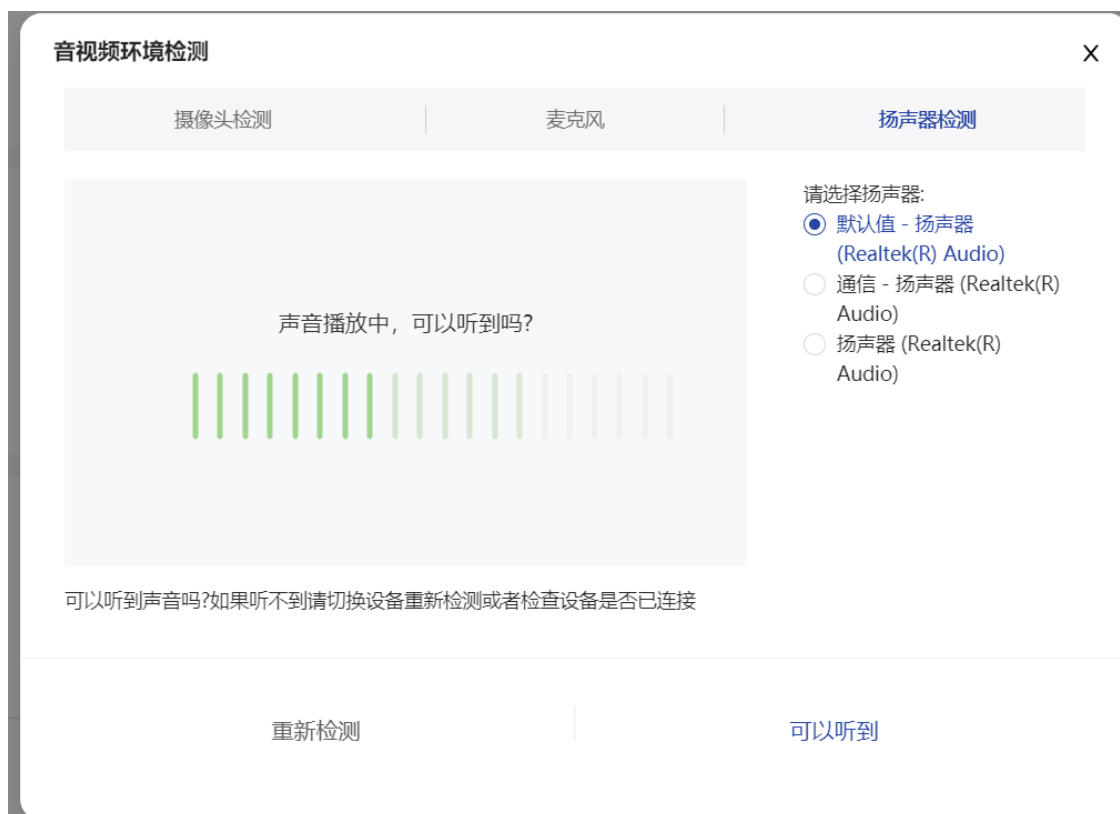 音视频环境检测
X
摄像头检测
麦克风
扬声器检测
请选择扬声器:
默认值 - 扬声器
(Realtek(R) Audio)
通信 - 扬声器 (Realtek(R)
Audio)
扬声器 (Realtek(R)
Audio)
声音播放中，可以听到吗？
可以听到声音吗?如果听不到请切换设备重新检测或者检查设备是否已连接
重新检测
可以听到